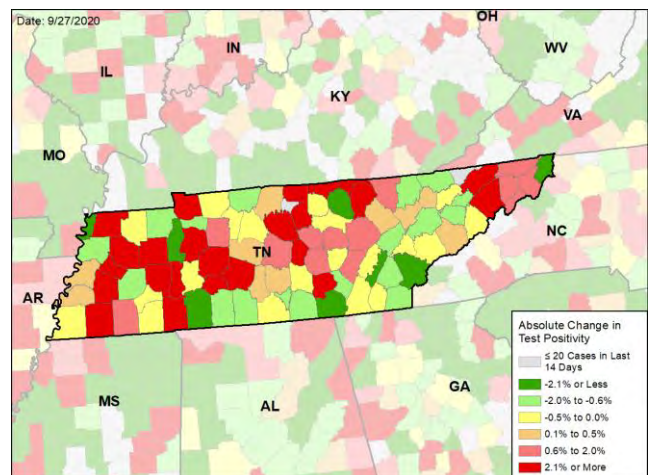 Date: 9/27/2020
OH
IN
WV
IL
KY
VA
MO
NC
TN
AR
MS
AL
GA
Absolute Change in
Test Positivity
≤ 20 Cases in Last
14 Days
-2.1% or Less
-2.0% to -0.6%
-0.5% to 0.0%
0.1% to 0.5%
0.6% to 2.0%
2.1% or More